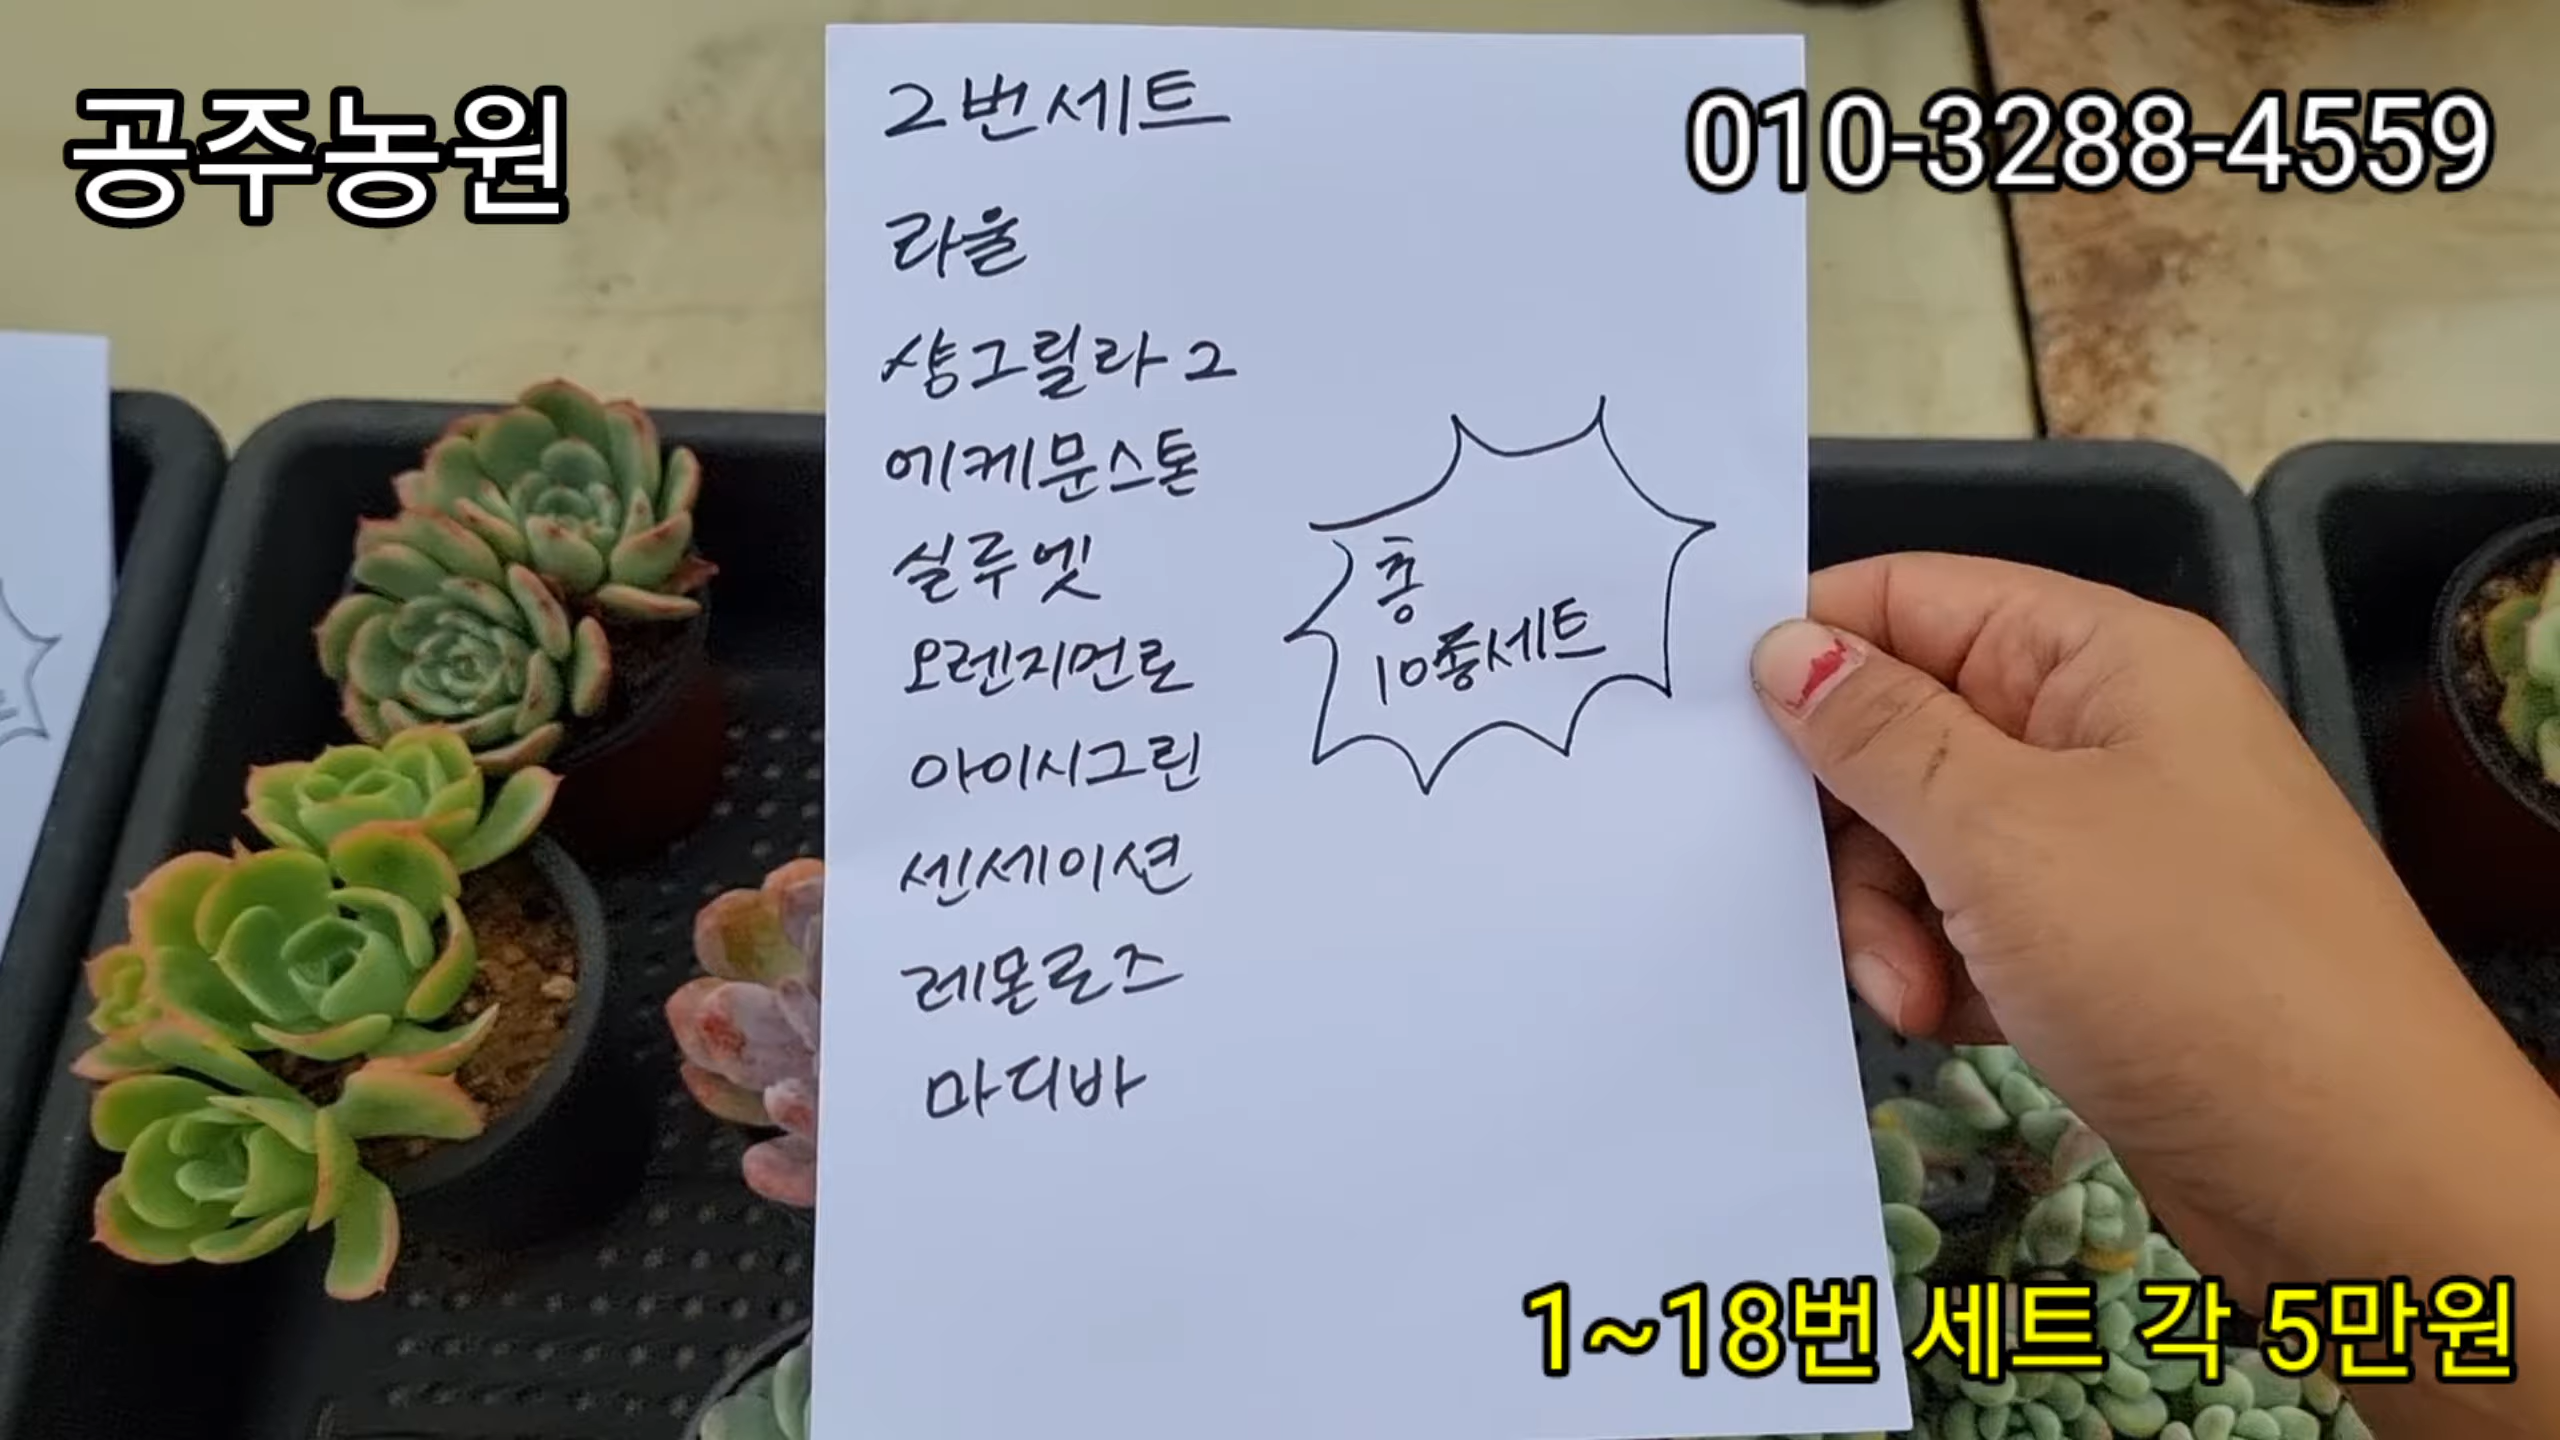 공주농원
010-3288-4559
2번세트
라울
샹그릴라 2
에케문스톤
실루엣
오렌지먼로
아이시그린
센세이션
레몬로즈
마디바
총
10종세트
1~18번 세트 각 5만원